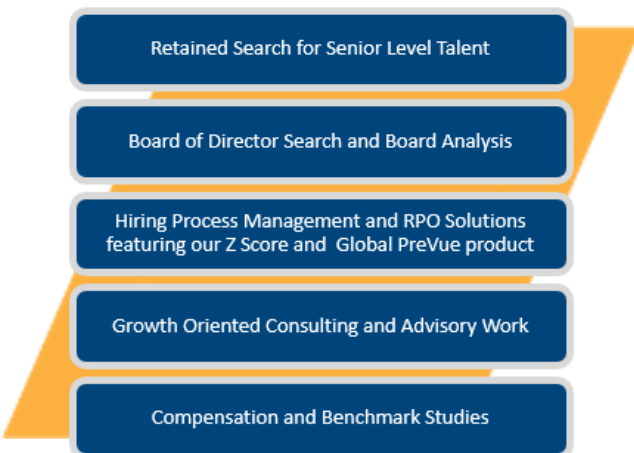 Retained Search for Senior Level Talent
Board of Director Search and Board Analysis
Hiring Process Management and RPO Solutions
featuring our Z Score and Global PreVue product
Growth Oriented Consulting and Advisory Work
Compensation and Benchmark Studies